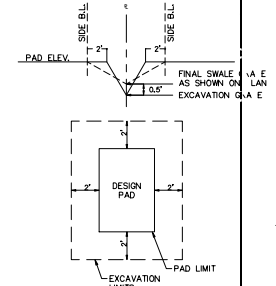 SIDE B.L.
SIDE B.L.
2'
2'
PAD ELEV.
FINAL SWALE
AS SHOWN ON
0.5"
EXCAVATION
2'
2'
DESIGN
PAD
2'
2'
PAD LIMIT
EXCAVATION